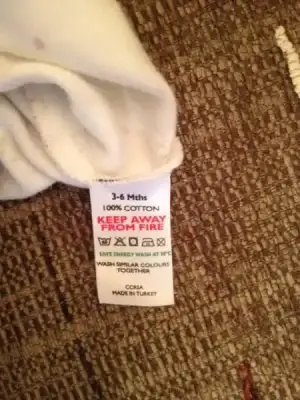 3-6 Mths
100% COTTON
KEEP AWAY
FROM FIRE
SAVE ENERGY WASH AT 30°C
WASH SIMILAR COLOURS
TOGETHER
MADE IN TURKEY